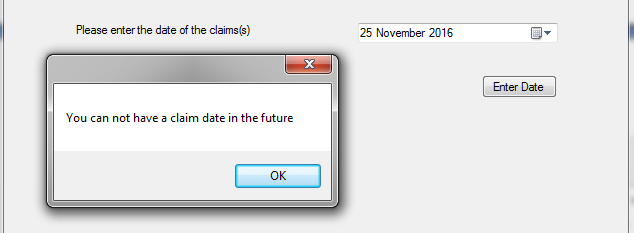 Please enter the date of the claims(s)
25 November 2016
Enter Date
You can not have a claim date in the future
OK